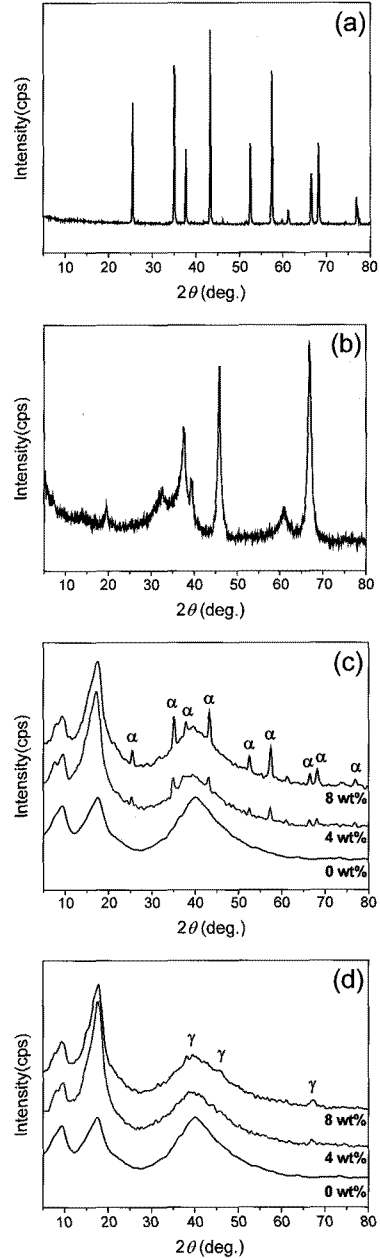 (a)
Intensity(cps)
10 20 30 40 50 60 70 80
2θ (deg.)
(b)
Intensity(cps)
10 20 30 40 50 60 70 80
2θ (deg.)
(c)
Intensity(cps)
α α α α α α α α α
8 wt%
4 wt%
0 wt%
10 20 30 40 50 60 70 80
2θ (deg.)
(d)
Intensity(cps)
γ γ γ
8 wt%
4 wt%
0 wt%
10 20 30 40 50 60 70 80
2θ (deg.)